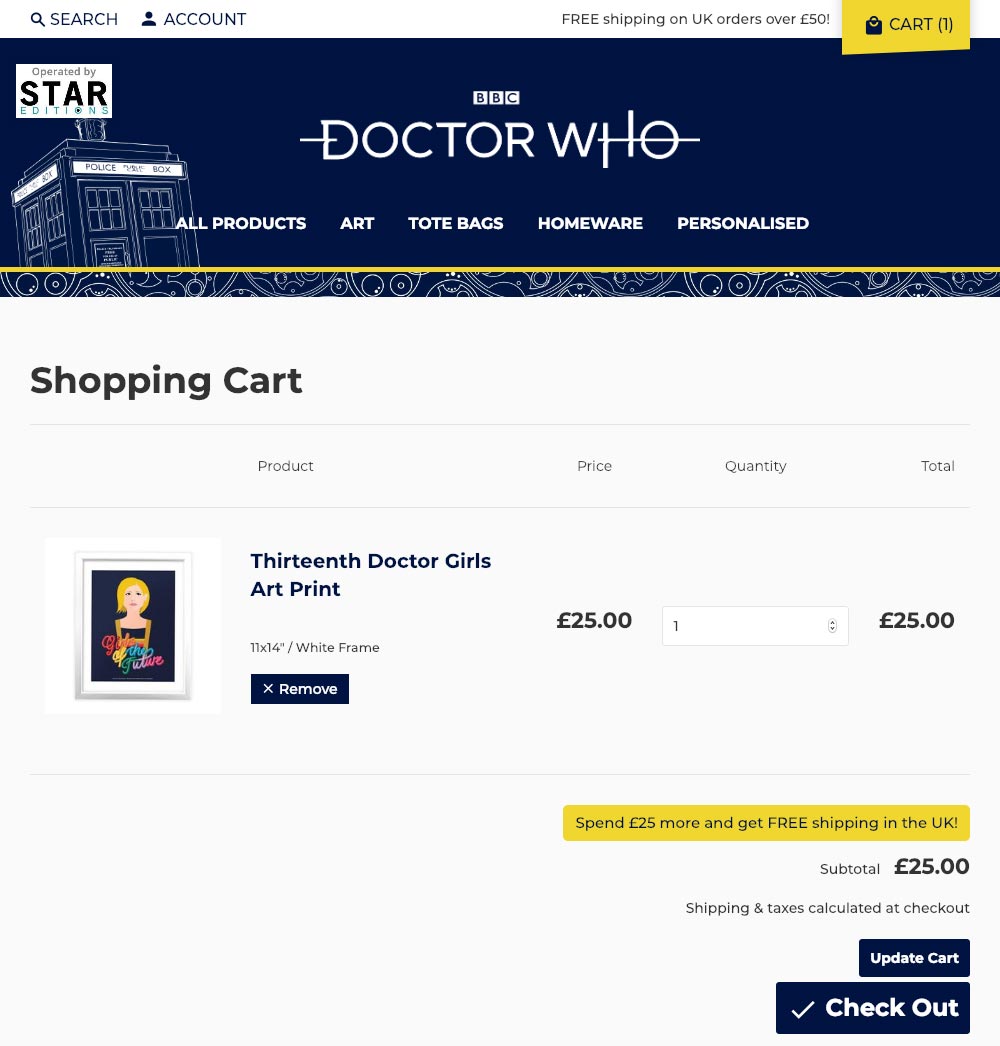 SEARCH ACCOUNT FREE shipping on UK orders over £50! CART (1)
Operated by
STAR
EDITIONS
BBC
DOCTOR WHO
POLICE PUBLIC BOX
ALL PRODUCTS ART TOTE BAGS HOMEWARE PERSONALISED
Shopping Cart
Product Price Quantity Total
Thirteenth Doctor Girls
Art Print
£25.00 1 £25.00
11x14" / White Frame
× Remove
Girls
of the
Future
Spend £25 more and get FREE shipping in the UK!
Subtotal £25.00
Shipping & taxes calculated at checkout
Update Cart
Check Out